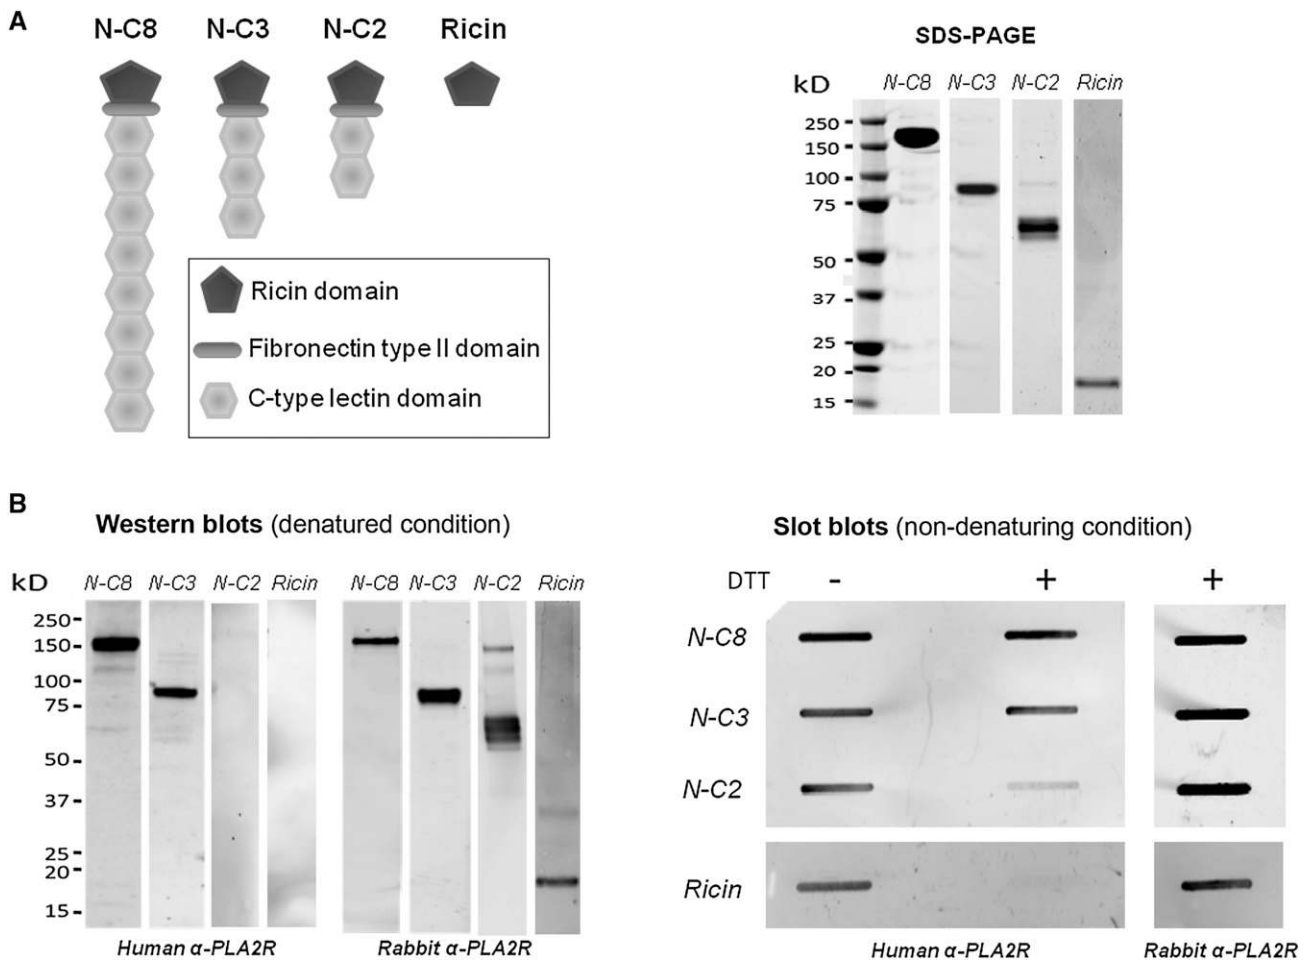 A
N-C8 N-C3 N-C2 Ricin
Ricin domain
Fibronectin type II domain
C-type lectin domain
SDS-PAGE
kD N-C8 N-C3 N-C2 Ricin
250
150
100
75
50
37
25
20
15
B
Western blots (denatured condition)
kD N-C8 N-C3 N-C2 Ricin N-C8 N-C3 N-C2 Ricin
250
150
100
75
50
37
25
20
15
Human α-PLA2R Rabbit α-PLA2R
Slot blots (non-denaturing condition)
DTT - + +
N-C8
N-C3
N-C2
Ricin
Human α-PLA2R Rabbit α-PLA2R